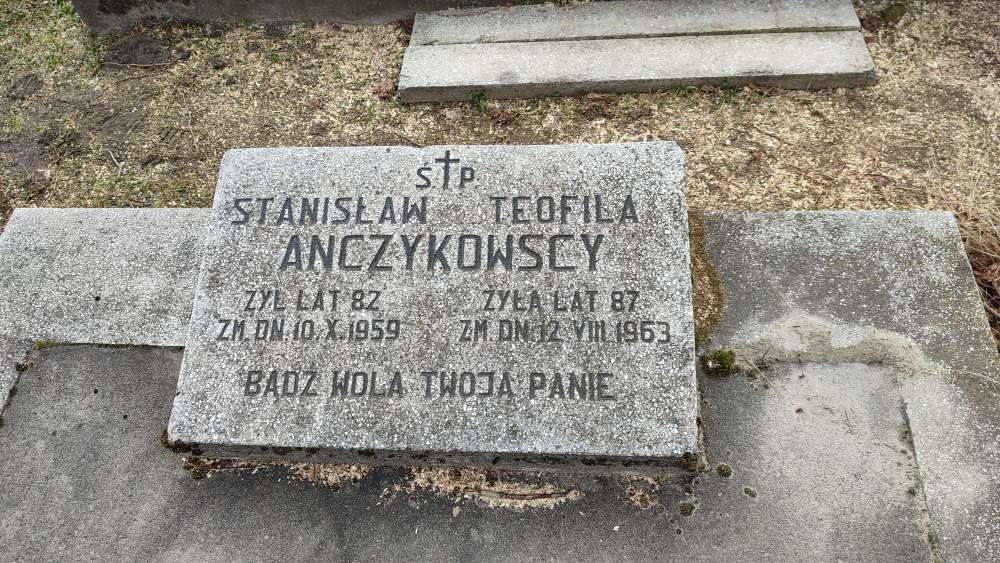 Ś✝P.
STANISŁAW TEOFILA
ANCZYKOWSCY
ŻYŁ LAT 82 ŻYŁA LAT 87
ZM. DN. 10.X.1959 ZM. DN. 12 VIII.1963
BĄDŹ WOLA TWOJA PANIE